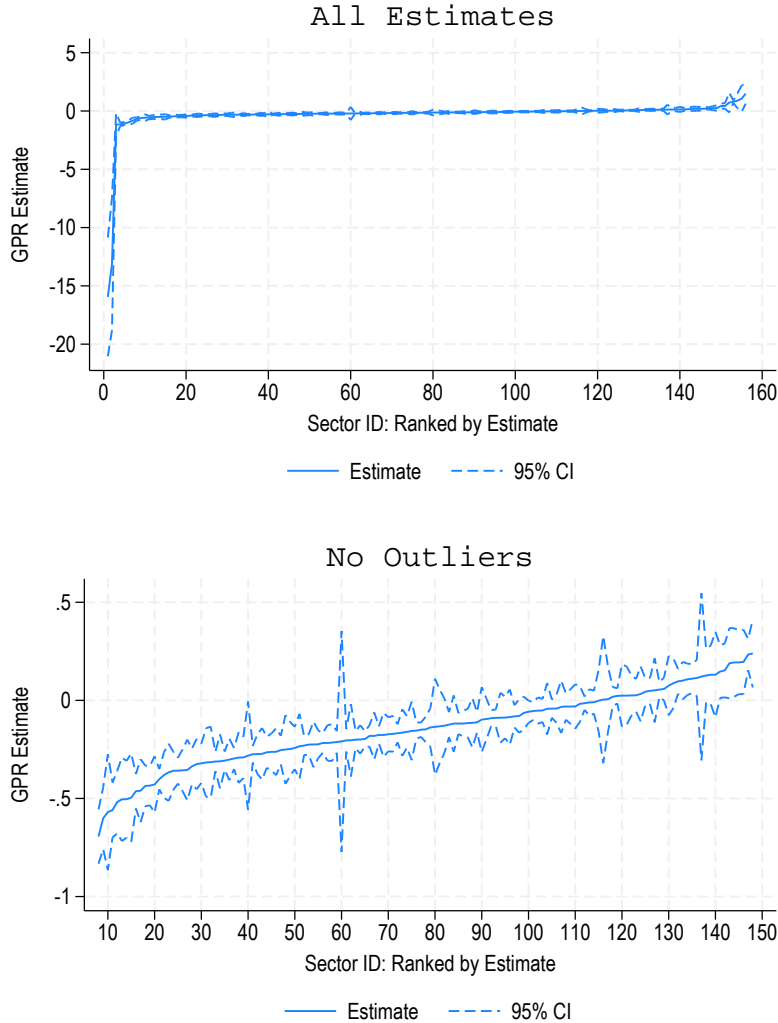 All Estimates
5
0
-5
-10
-15
-20
GPR Estimate
0 20 40 60 80 100 120 140 160
Sector ID: Ranked by Estimate
Estimate 95% CI
No Outliers
.5
0
-.5
-1
GPR Estimate
10 20 30 40 50 60 70 80 90 100 110 120 130 140 150
Sector ID: Ranked by Estimate
Estimate 95% CI